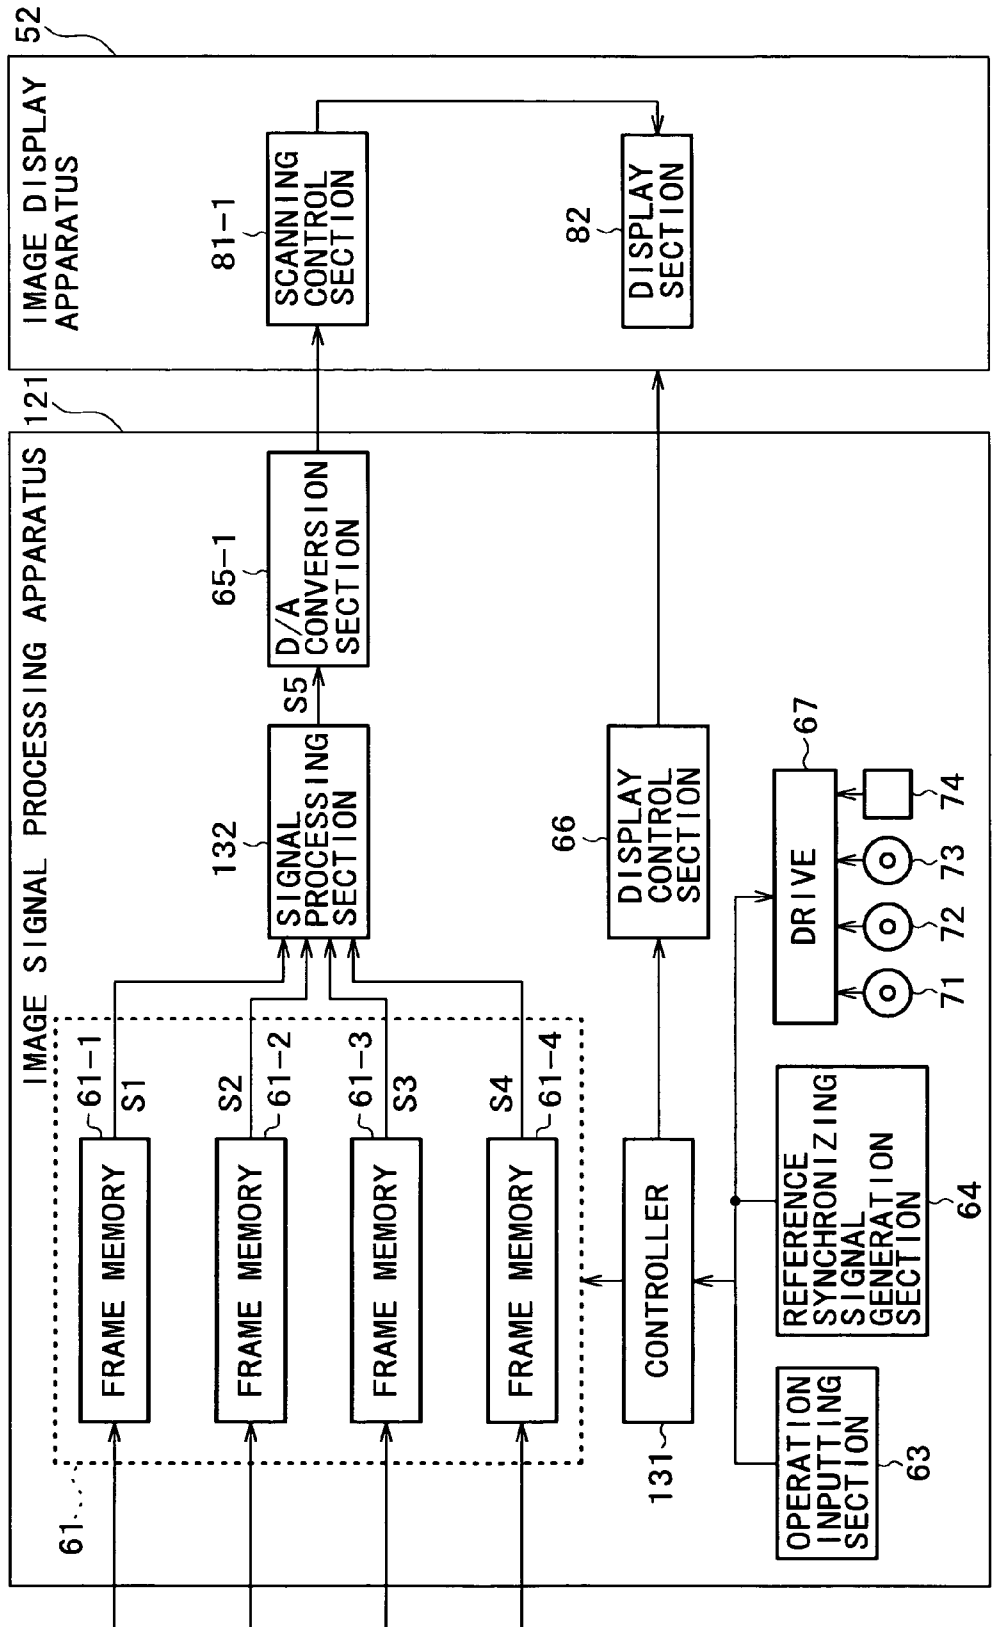 IMAGE SIGNAL PROCESSING APPARATUS 121
61
61-1
S1
FRAME MEMORY
S2
61-2
FRAME MEMORY
61-3
S3
FRAME MEMORY
S4
61-4
FRAME MEMORY
132
SIGNAL
PROCESSING
SECTION
S5
65-1
D/A
CONVERSION
SECTION
131
CONTROLLER
66
DISPLAY
CONTROL
SECTION
OPERATION
INPUTTING
SECTION
63
REFERENCE
SYNCHRONIZING
SIGNAL
GENERATION
SECTION
64
DRIVE
67
71
72
73
74
IMAGE DISPLAY
APPARATUS
52
81-1
SCANNING
CONTROL
SECTION
82
DISPLAY
SECTION